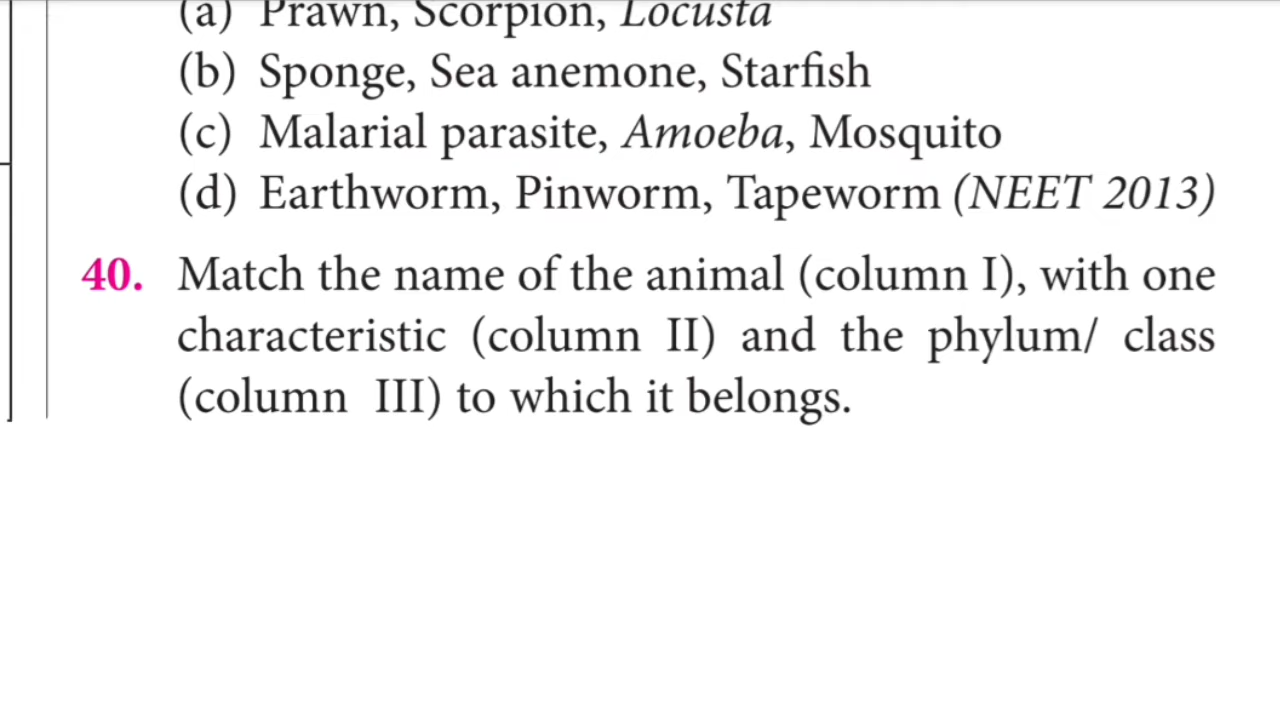 (a) Prawn, Scorpion, Locusta
(b) Sponge, Sea anemone, Starfish
(c) Malarial parasite, Amoeba, Mosquito
(d) Earthworm, Pinworm, Tapeworm (NEET 2013)
40. Match the name of the animal (column I), with one
characteristic (column II) and the phylum/ class
(column III) to which it belongs.